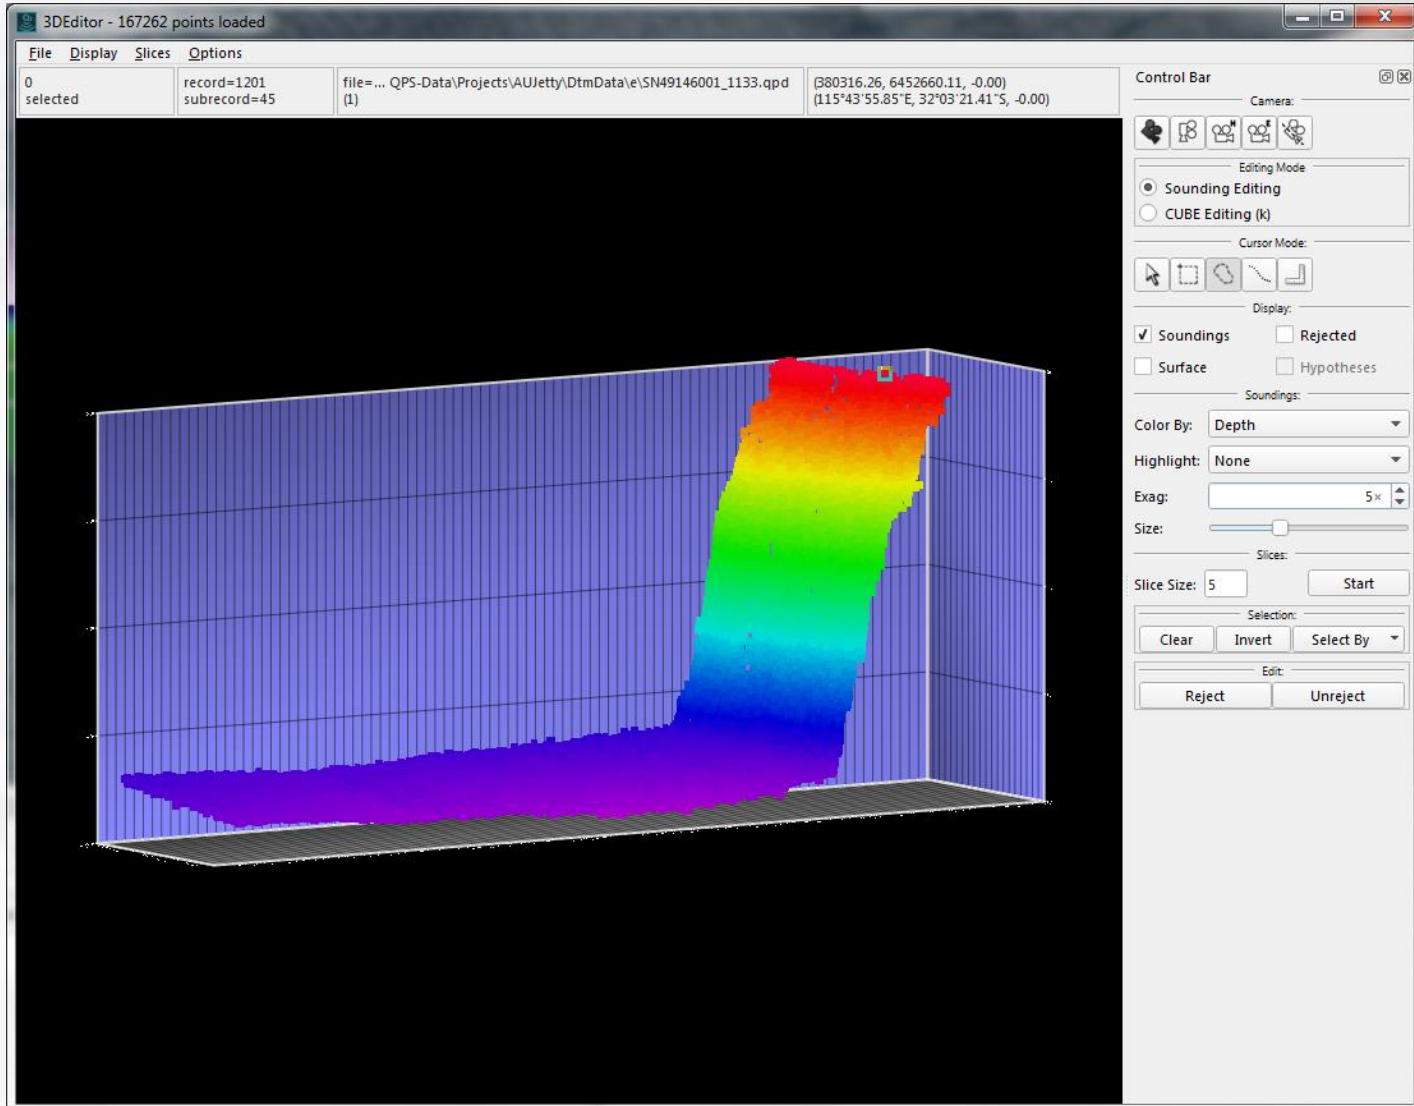 3DEditor - 167262 points loaded
File Display Slices Options
0
selected
record=1201
subrecord=45
file=... QPS-Data\Projects\AUJetty\DtmData\e\SN49146001_1133.qpd
(1)
(380316.26, 6452660.11, -0.00)
(115°43'55.85"E, 32°03'21.41"S, -0.00)
Control Bar
Camera:
Editing Mode
Sounding Editing
CUBE Editing (k)
Cursor Mode:
Display:
Soundings Rejected
Surface Hypotheses
Soundings:
Color By: Depth
Highlight: None
Exag: 5×
Size:
Slices:
Slice Size: 5 Start
Selection:
Clear Invert Select By
Edit:
Reject Unreject